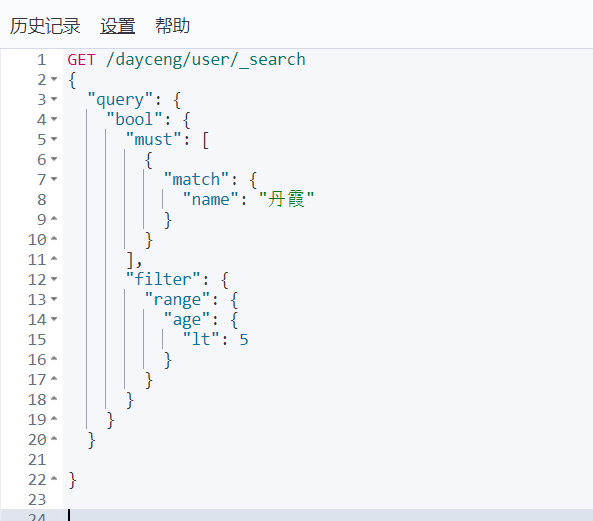 历史记录 设置 帮助
1 GET /dayceng/user/_search
2 {
3 "query": {
4 "bool": {
5 "must": [
6 {
7 "match": {
8 "name": "丹霞"
9 }
10 }
11 ],
12 "filter": {
13 "range": {
14 "age": {
15 "lt": 5
16 }
17 }
18 }
19 }
20 }
21
22 }
23
24